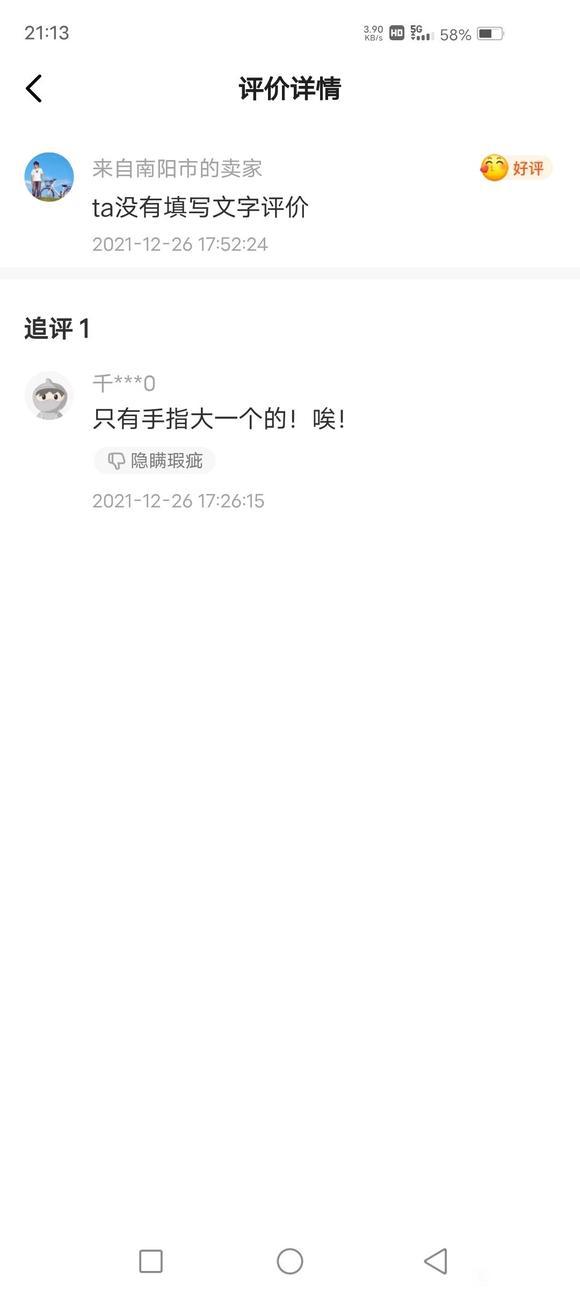 21:13
3.90 KB/s HD 5G 58%
评价详情
来自南阳市的卖家 好评
ta没有填写文字评价
2021-12-26 17:52:24
追评 1
千***0
只有手指大一个的！唉！
隐瞒瑕疵
2021-12-26 17:26:15